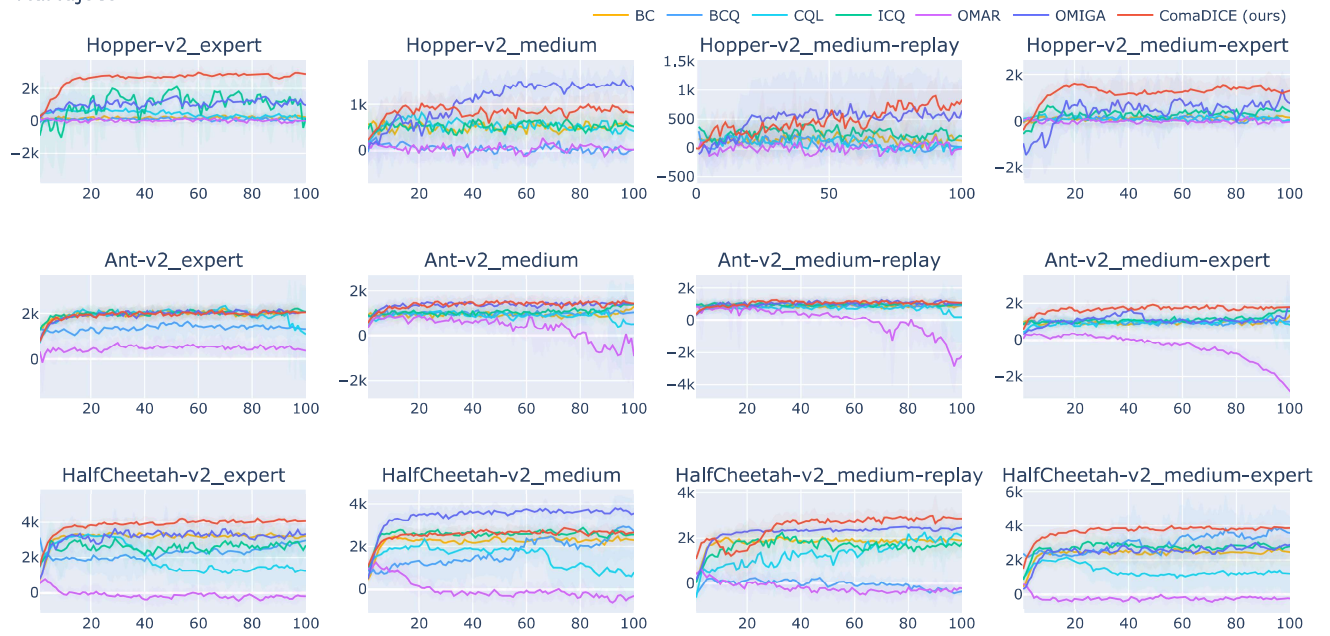 BC BCQ CQL ICQ OMAR OMIGA ComaDICE (ours)
Hopper-v2_expert Hopper-v2_medium Hopper-v2_medium-replay Hopper-v2_medium-expert
2k 0 −2k
1k 0
1.5k 1k 500 0 −500
2k 0 −2k
20 40 60 80 100
20 40 60 80 100
0 50 100
20 40 60 80 100
Ant-v2_expert Ant-v2_medium Ant-v2_medium-replay Ant-v2_medium-expert
2k 0
2k 0 −2k
2k 0 −2k −4k
2k 0 −2k
20 40 60 80 100
20 40 60 80 100
20 40 60 80 100
20 40 60 80 100
HalfCheetah-v2_expert HalfCheetah-v2_medium HalfCheetah-v2_medium-replay HalfCheetah-v2_medium-expert
4k 2k 0
4k 2k 0
4k 2k 0
6k 4k 2k 0
20 40 60 80 100
20 40 60 80 100
20 40 60 80 100
20 40 60 80 100